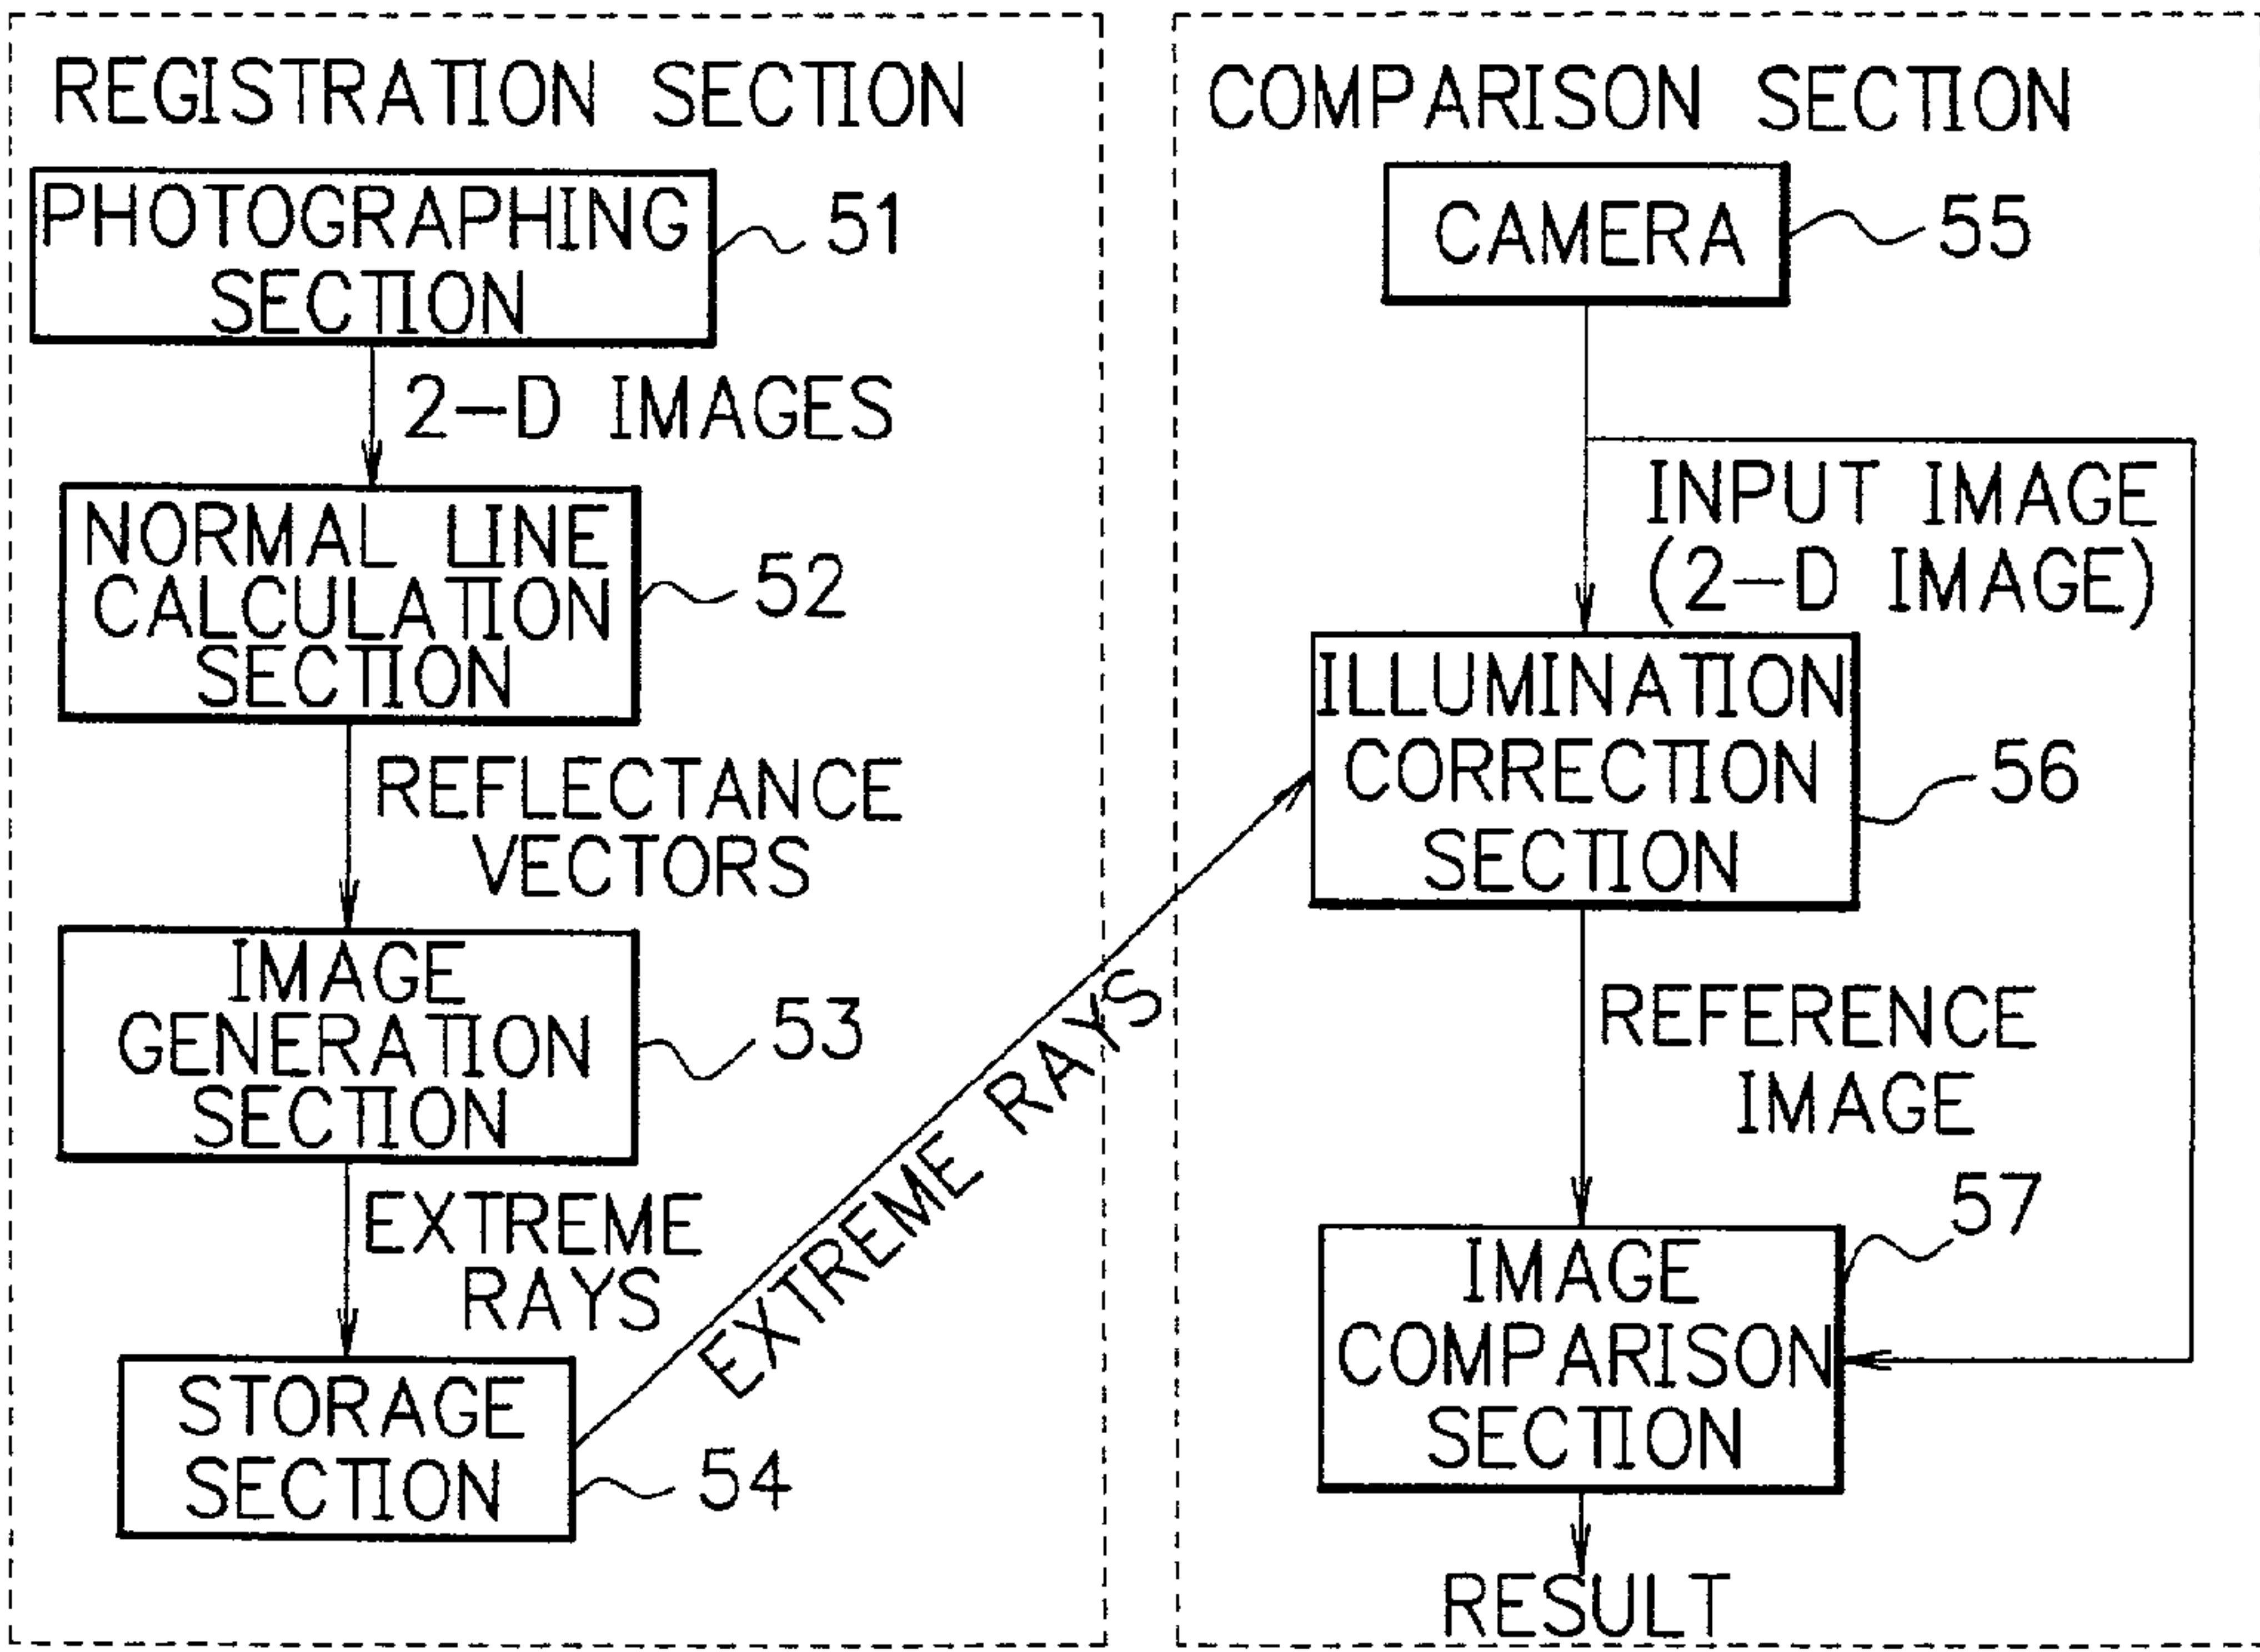 REGISTRATION SECTION
PHOTOGRAPHING
SECTION
51
2-D IMAGES
NORMAL LINE
CALCULATION
SECTION
52
REFLECTANCE
VECTORS
IMAGE
GENERATION
SECTION
53
EXTREME
RAYS
STORAGE
SECTION
54
EXTREME RAYS
COMPARISON SECTION
CAMERA
55
INPUT IMAGE
(2-D IMAGE)
ILLUMINATION
CORRECTION
SECTION
56
REFERENCE
IMAGE
57
IMAGE
COMPARISON
SECTION
RESULT